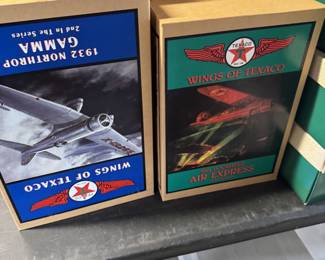 1932 NORTHROP
GAMMA
2nd In The Series
WINGS OF TEXACO
TEXACO
WINGS OF TEXACO
AIR EXPRESS